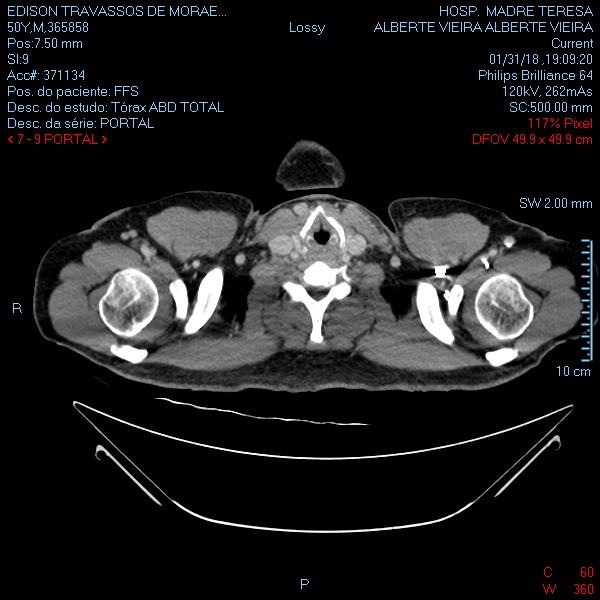 EDISON TRAVASSOS DE MORAE...
50Y,M,365858
Pos:7.50 mm
Sl:9
Acc#: 371134
Pos. do paciente: FFS
Desc. do estudo: Tórax ABD TOTAL
Desc. da série: PORTAL
< 7 - 9 PORTAL >
Lossy
HOSP. MADRE TERESA
ALBERTE VIEIRA ALBERTE VIEIRA
Current
01/31/18 ,19:09:20
Philips Brilliance 64
120kV, 262mAs
SC:500.00 mm
117% Pixel
DFOV 49.9 x 49.9 cm
SW 2.00 mm
R
10 cm
P
C 60
W 360